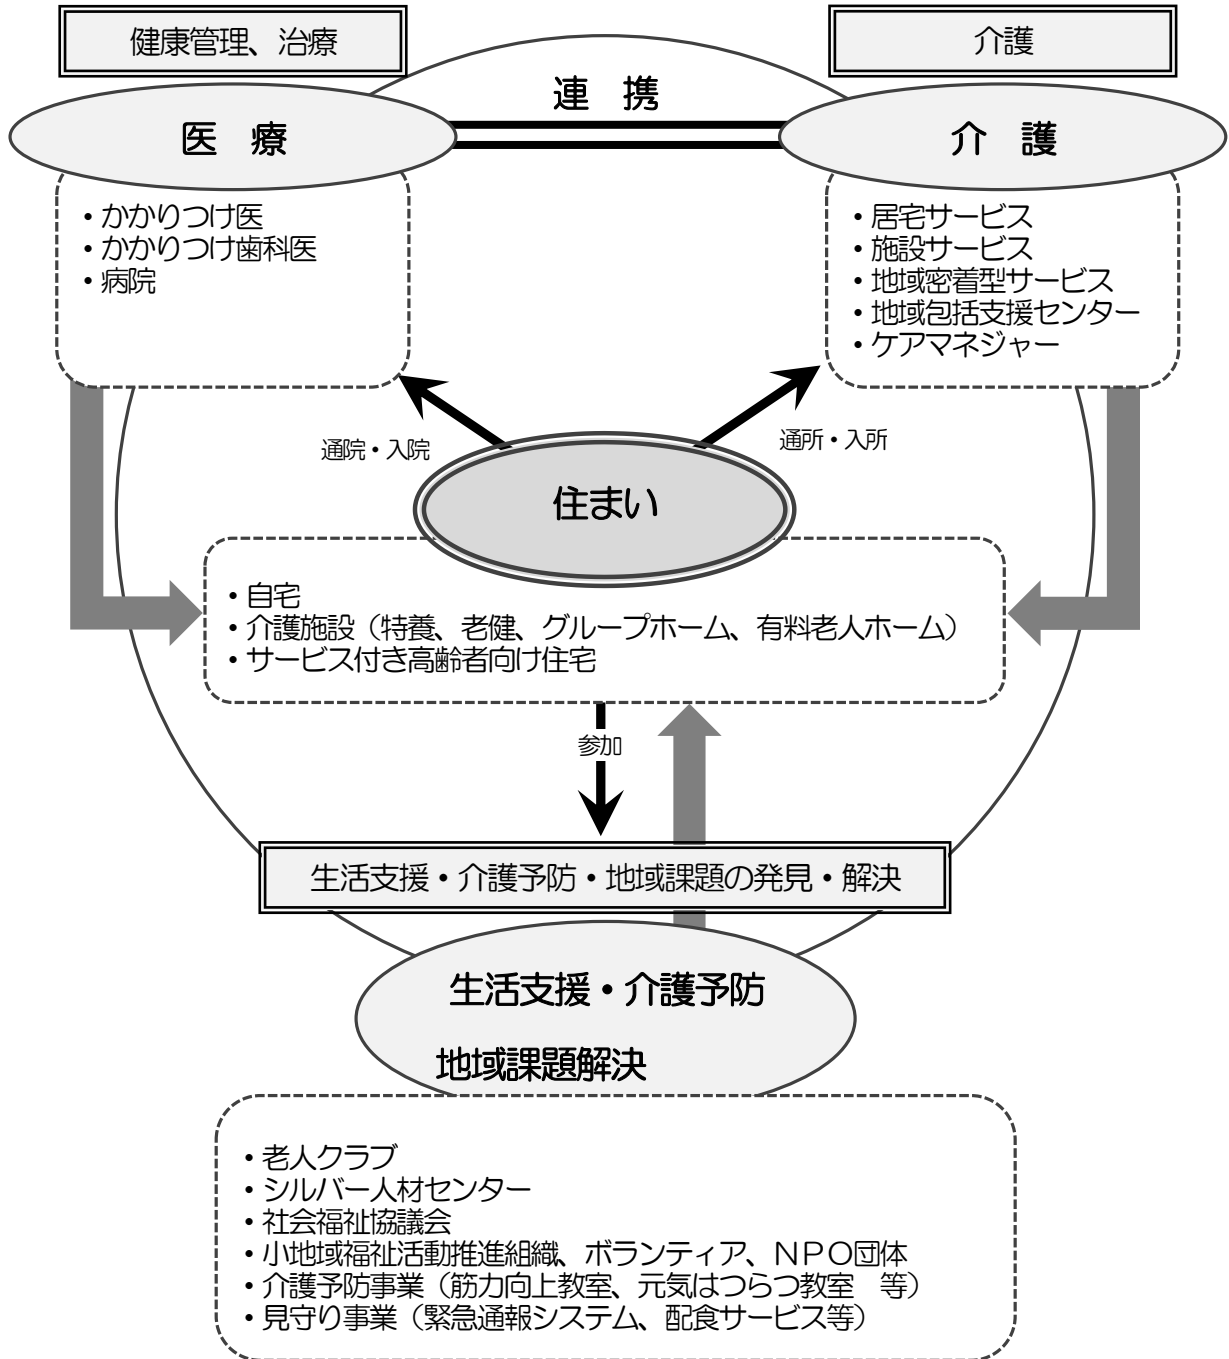 健康管理、治療
介護
連 携
医 療
介 護
・かかりつけ医
・かかりつけ歯科医
・病院
・居宅サービス
・施設サービス
・地域密着型サービス
・地域包括支援センター
・ケアマネジャー
通院・入院
通所・入所
住まい
・自宅
・介護施設（特養、老健、グループホーム、有料老人ホーム）
・サービス付き高齢者向け住宅
参加
生活支援・介護予防・地域課題の発見・解決
生活支援・介護予防
地域課題解決
・老人クラブ
・シルバー人材センター
・社会福祉協議会
・小地域福祉活動推進組織、ボランティア、ＮＰＯ団体
・介護予防事業（筋力向上教室、元気はつらつ教室　等）
・見守り事業（緊急通報システム、配食サービス等）